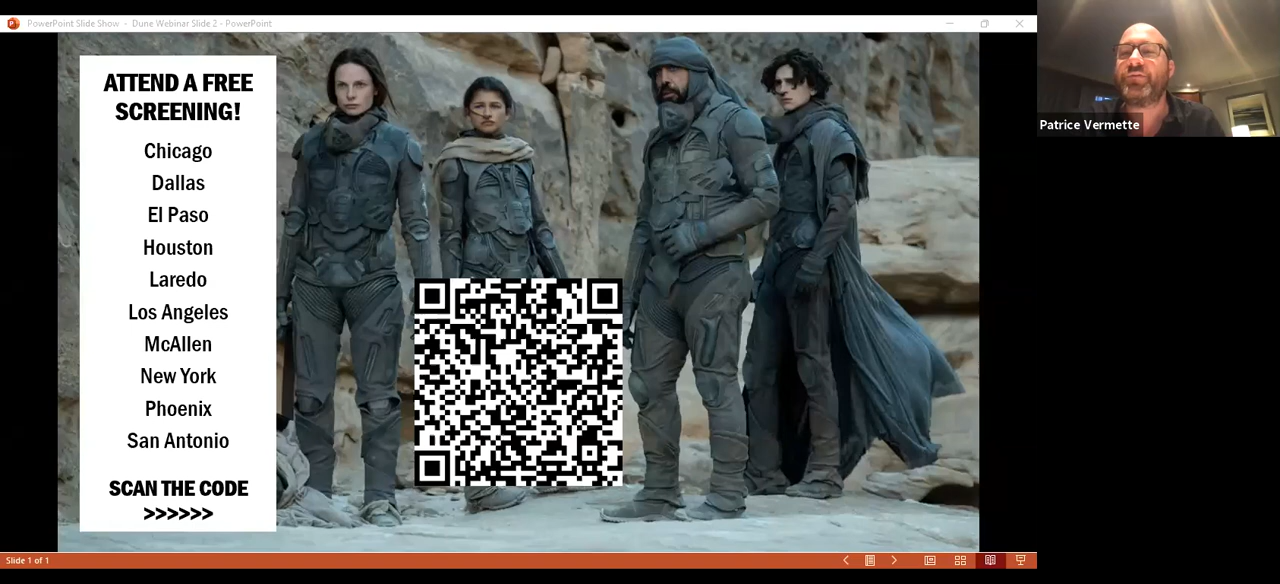 PowerPoint Slide Show - Dune Webinar Slide 2 - PowerPoint
ATTEND A FREE
SCREENING!
Chicago
Dallas
El Paso
Houston
Laredo
Los Angeles
McAllen
New York
Phoenix
San Antonio
SCAN THE CODE
>>>>>>
Patrice Vermette
Slide 1 of 1